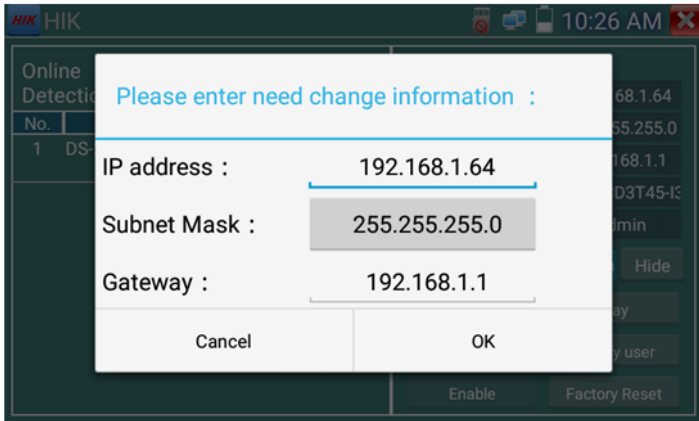 HIK HIK 10:26 AM
Online
Detectio
Please enter need change information :
68.1.64
No.
55.255.0
1 DS-
IP address : 192.168.1.64
168.1.1
D3T45-I3
Subnet Mask : 255.255.255.0
min
Hide
Gateway : 192.168.1.1
ay
Cancel OK
y user
Enable Factory Reset